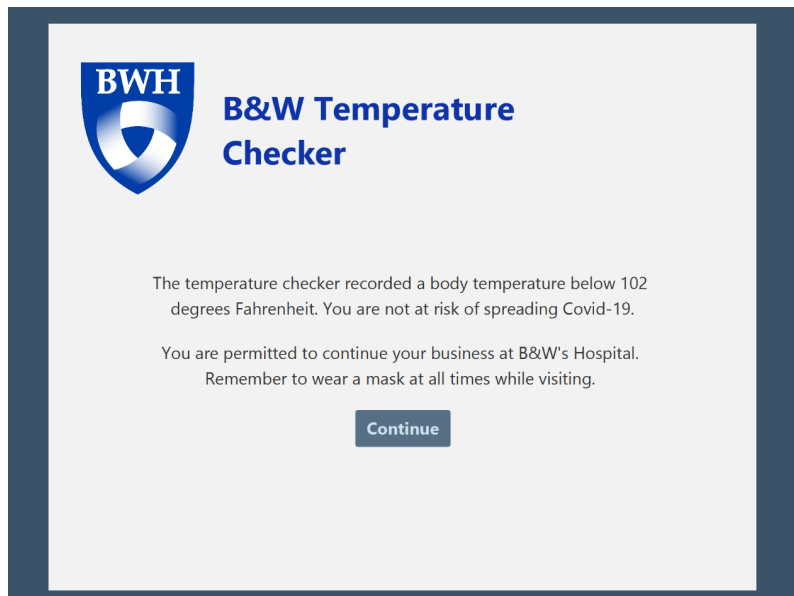 BWH
B&W Temperature
Checker
The temperature checker recorded a body temperature below 102
degrees Fahrenheit. You are not at risk of spreading Covid-19.
You are permitted to continue your business at B&W's Hospital.
Remember to wear a mask at all times while visiting.
Continue